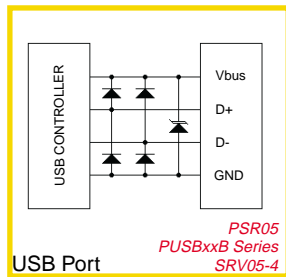 USB CONTROLLER
Vbus
D+
D-
GND
PSR05
PUSBxxB Series
SRV05-4
USB Port